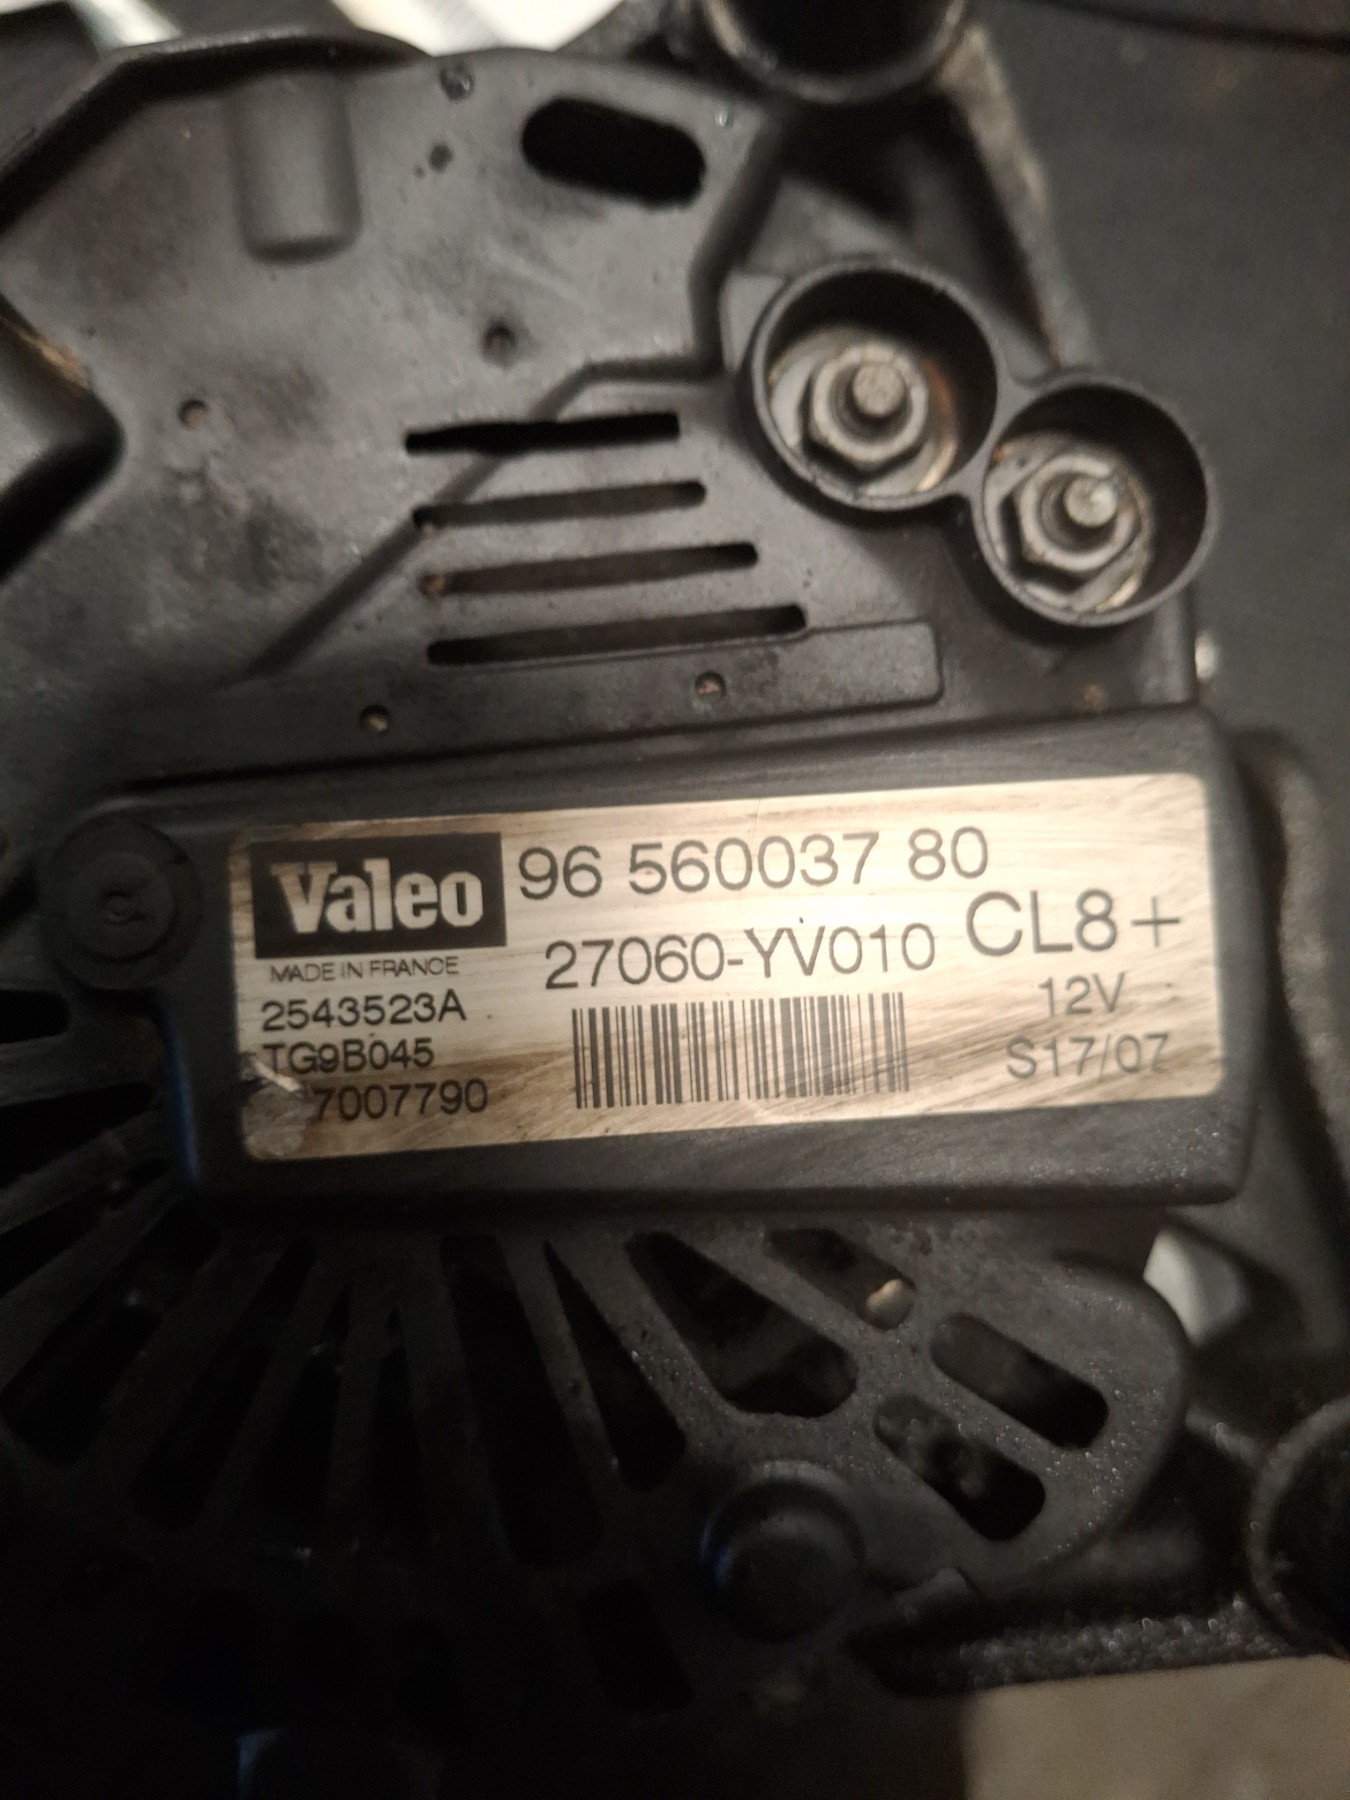 Valeo 96 560037 80
MADE IN FRANCE 27060-YV010 CL8+
2543523A 12V
TG9B045 S17/07
7007790